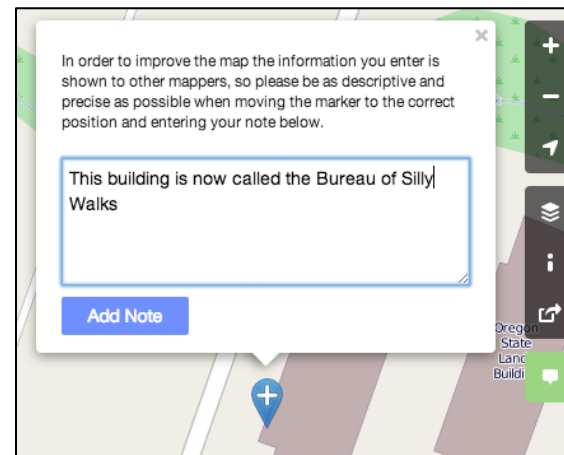 In order to improve the map the information you enter is
shown to other mappers, so please be as descriptive and
precise as possible when moving the marker to the correct
position and entering your note below.
This building is now called the Bureau of Silly
Walks
Add Note
Oregon
State
Land
Buildi